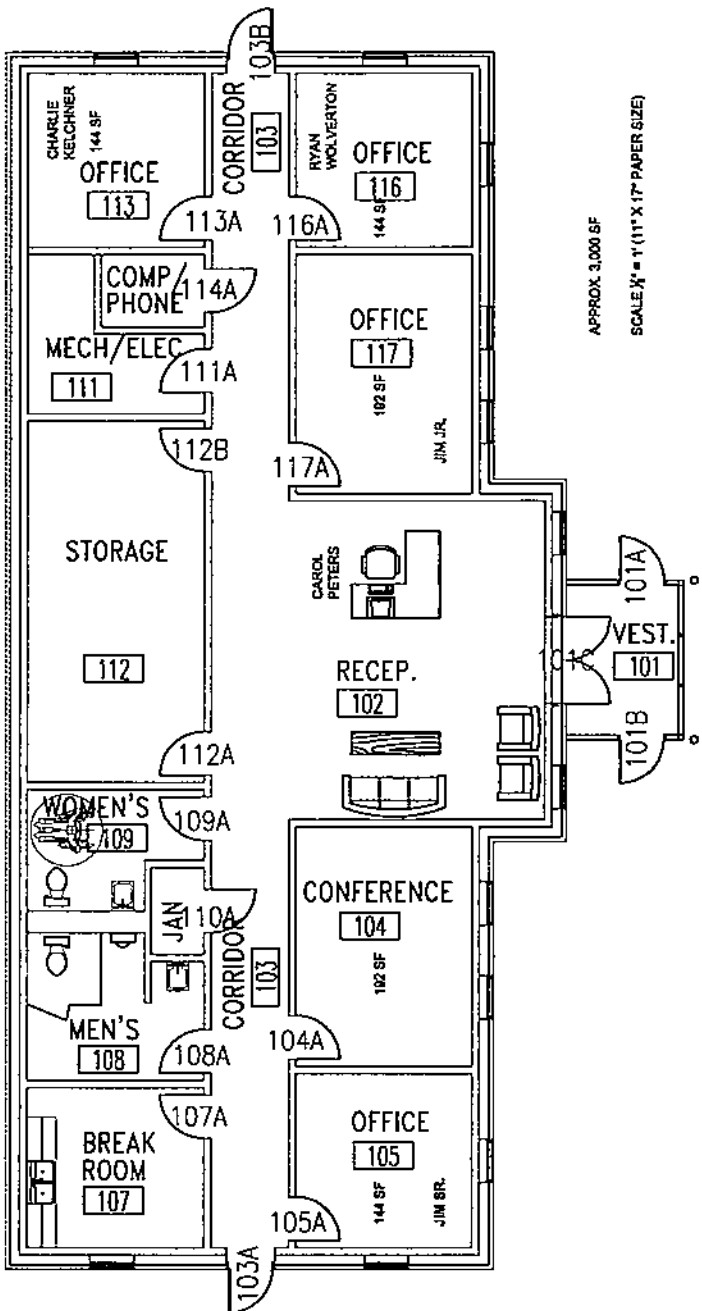 103B
CHARLIE
KELCHNER
144 SF
OFFICE
113
113A
CORRIDOR
103
RYAN
WOLVERTON
OFFICE
116
144 SF
116A
COMP/
PHONE
114A
MECH/ELEC
111
111A
OFFICE
117
192 SF
JIM JR.
117A
112B
STORAGE
112
112A
CAROL
PETERS
RECEP.
102
101A
101C
VEST.
101
101B
WOMEN'S
109
109A
JAN
110A
CORRIDOR
103
CONFERENCE
104
192 SF
104A
MEN'S
108
108A
107A
BREAK
ROOM
107
OFFICE
105
144 SF
JIM SR.
105A
103A
APPROX. 3,000 SF
(11" X 17" PAPER SIZE)